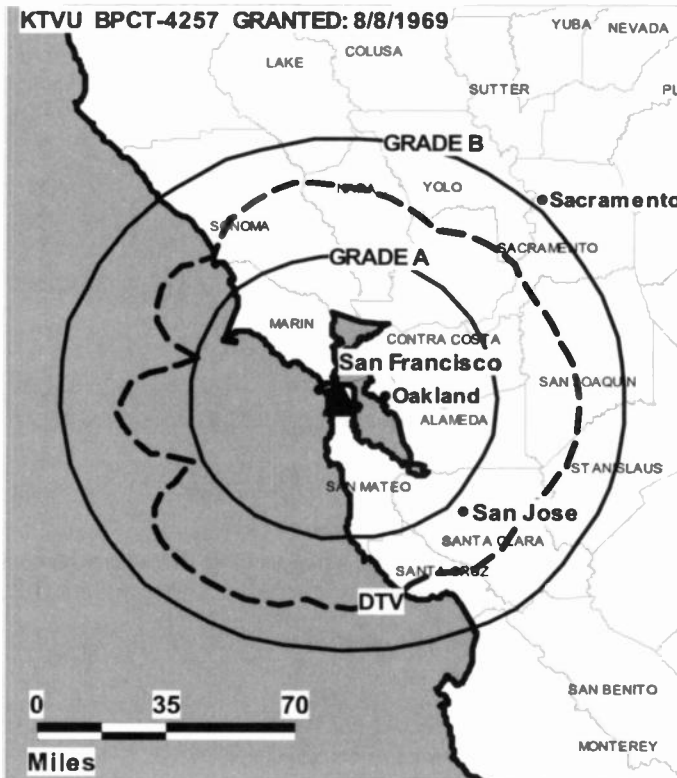 KTVU BPCT-4257 GRANTED: 8/8/1969
YUBA NEVADA
COLUSA
LAKE
SUTTER
PU
GRADE B
NAPA
YOLO
Sacramento
SONOMA
SACRAMENTO
GRADE A
MARIN
CONTRA COSTA
San Francisco
SAN JOAQUIN
Oakland
ALAMEDA
STANISLAUS
SAN MATEO
San Jose
SANTA CLARA
SANTA CRUZ
DTV
SAN BENITO
0 35 70
MONTEREY
Miles